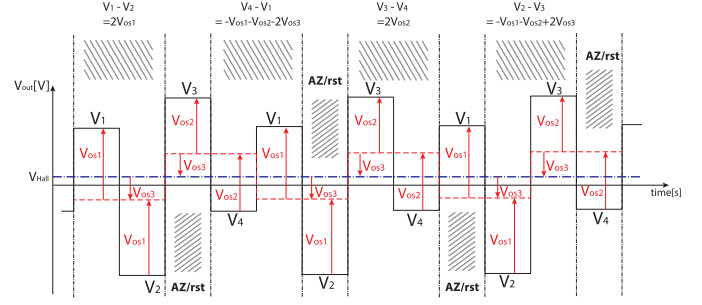 V1 - V2
=2Vos1
V4 - V1
= -Vos1-Vos2-2Vos3
V3 - V4
=2Vos2
V2 - V3
= -Vos1-Vos2+2Vos3
AZ/rst
AZ/rst
Vout[V]
V3
V3
V3
V1
V1
V1
Vos2
Vos2
Vos2
Vos1
Vos1
Vos1
Vos3
Vos3
Vos3
VHall
Vos3
Vos3
Vos3
time[s]
Vos2
Vos2
Vos2
V4
V4
V4
Vos1
Vos1
Vos1
V2
V2
V2
AZ/rst
AZ/rst